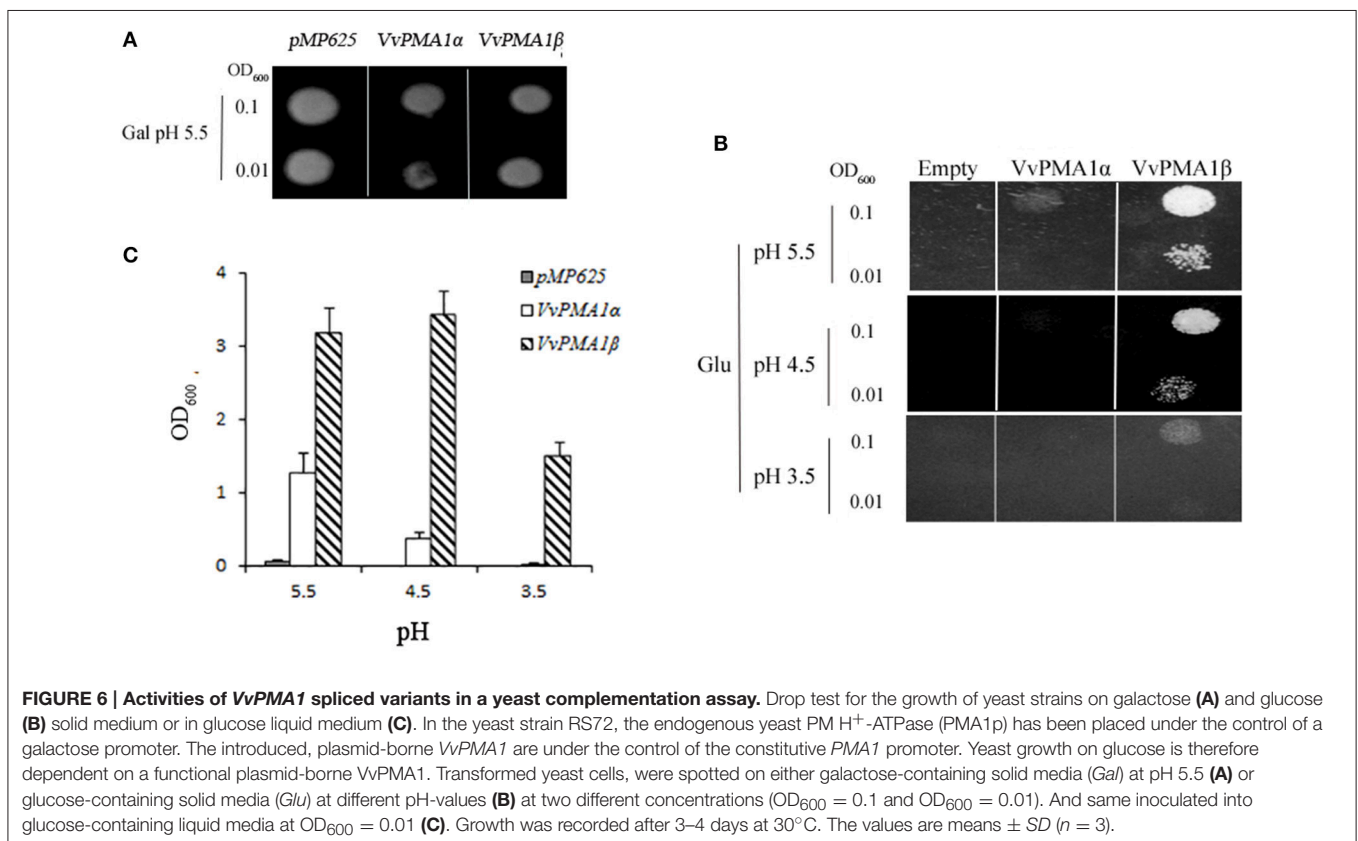 A
pMP625 VvPMA1α VvPMA1β
OD600
0.1
Gal pH 5.5
0.01
B
OD600 Empty VvPMA1α VvPMA1β
0.1
pH 5.5
0.01
0.1
Glu pH 4.5
0.01
0.1
pH 3.5
0.01
C
4
3
2
1
0
OD600
pMP625
VvPMA1α
VvPMA1β
5.5 4.5 3.5
pH
FIGURE 6 | Activities of VvPMA1 spliced variants in a yeast complementation assay. Drop test for the growth of yeast strains on galactose (A) and glucose
(B) solid medium or in glucose liquid medium (C). In the yeast strain RS72, the endogenous yeast PM H+-ATPase (PMA1p) has been placed under the control of a
galactose promoter. The introduced, plasmid-borne VvPMA1 are under the control of the constitutive PMA1 promoter. Yeast growth on glucose is therefore
dependent on a functional plasmid-borne VvPMA1. Transformed yeast cells, were spotted on either galactose-containing solid media (Gal) at pH 5.5 (A) or
glucose-containing solid media (Glu) at different pH-values (B) at two different concentrations (OD600 = 0.1 and OD600 = 0.01). And same inoculated into
glucose-containing liquid media at OD600 = 0.01 (C). Growth was recorded after 3–4 days at 30°C. The values are means ± SD (n = 3).